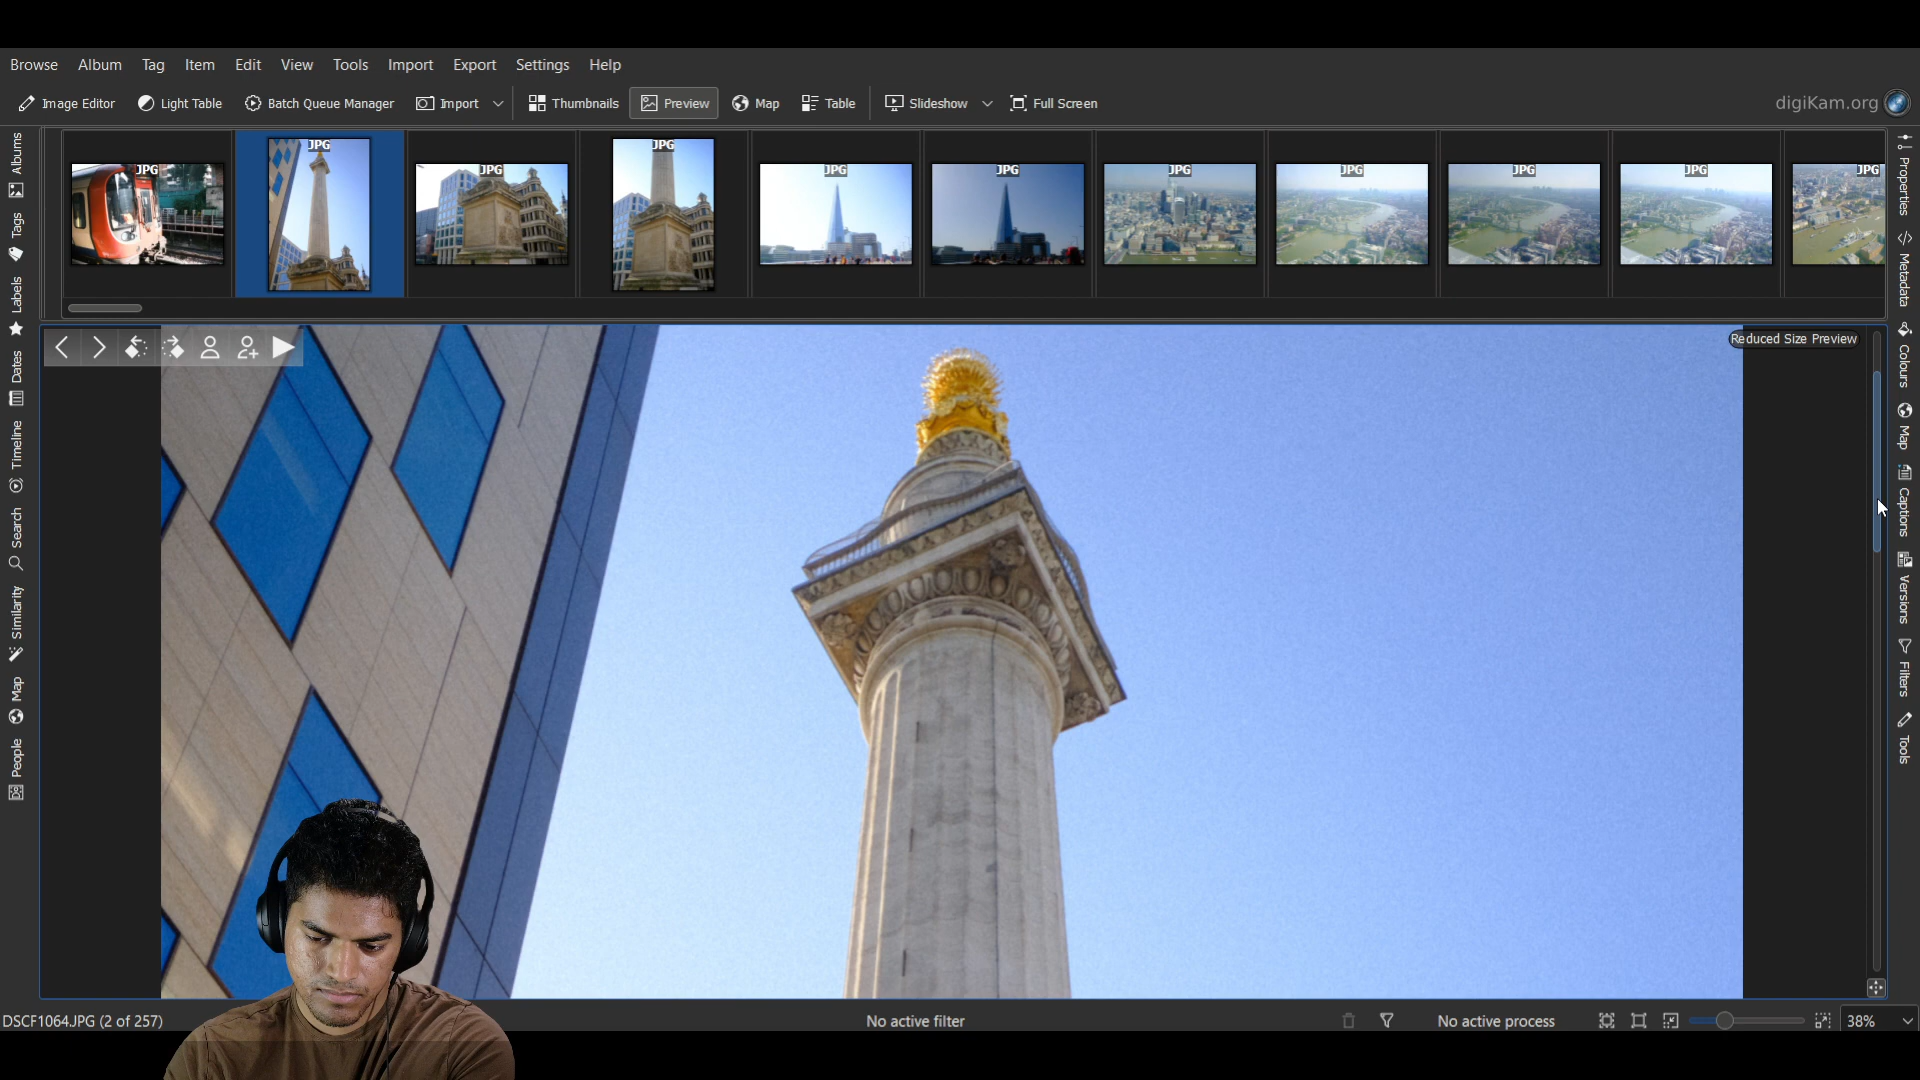 Browse Album Tag Item Edit View Tools Import Export Settings Help
Image Editor Light Table Batch Queue Manager Import Thumbnails Preview Map Table Slideshow Full Screen digiKam.org
JPG JPG JPG JPG JPG JPG JPG JPG JPG JPG JPG
Albums
Tags
Labels
Dates
Timeline
Search
Similarity
Map
People
Reduced Size Preview
Properties
Metadata
Colours
Map
Captions
Versions
Filters
Tools
DSCF1064.JPG (2 of 257) No active filter No active process 38%